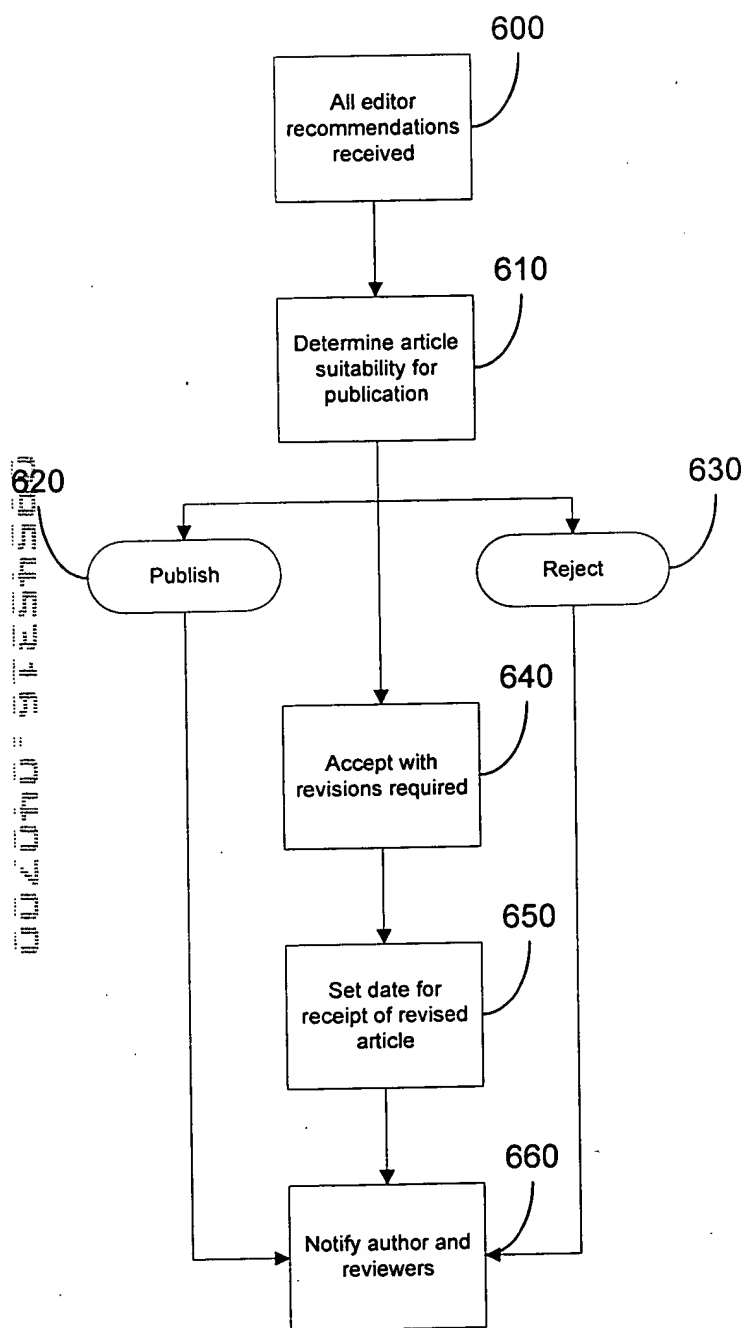 600
All editor
recommendations
received
610
Determine article
suitability for
publication
620
630
Publish
Reject
640
Accept with
revisions required
650
Set date for
receipt of revised
article
660
Notify author and
reviewers